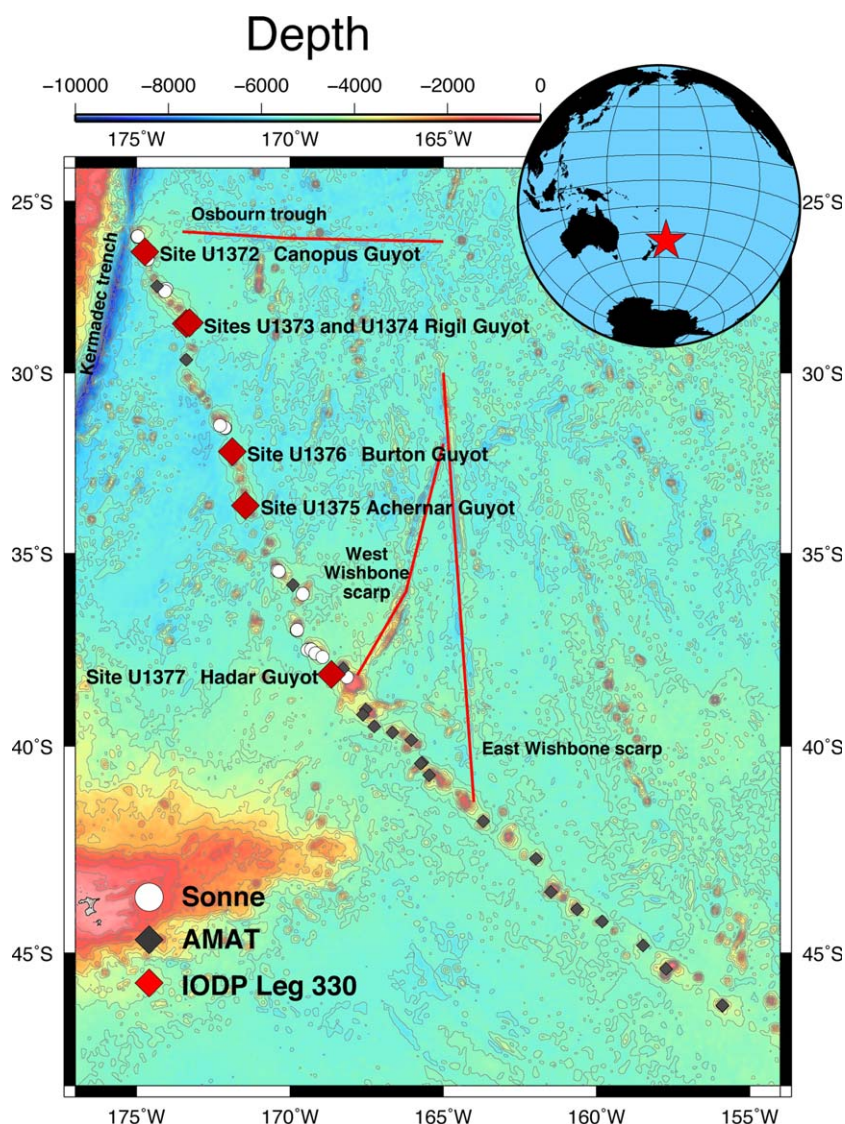 Depth
−10000 −8000 −6000 −4000 −2000 0
175˚W 170˚W 165˚W
25˚S 25˚S
Osbourn trough
Site U1372 Canopus Guyot
Kermadec trench
Sites U1373 and U1374 Rigil Guyot
30˚S 30˚S
Site U1376 Burton Guyot
Site U1375 Achernar Guyot
35˚S 35˚S
West
Wishbone
scarp
Site U1377 Hadar Guyot
40˚S 40˚S
East Wishbone scarp
Sonne
AMAT
45˚S 45˚S
IODP Leg 330
175˚W 170˚W 165˚W 160˚W 155˚W